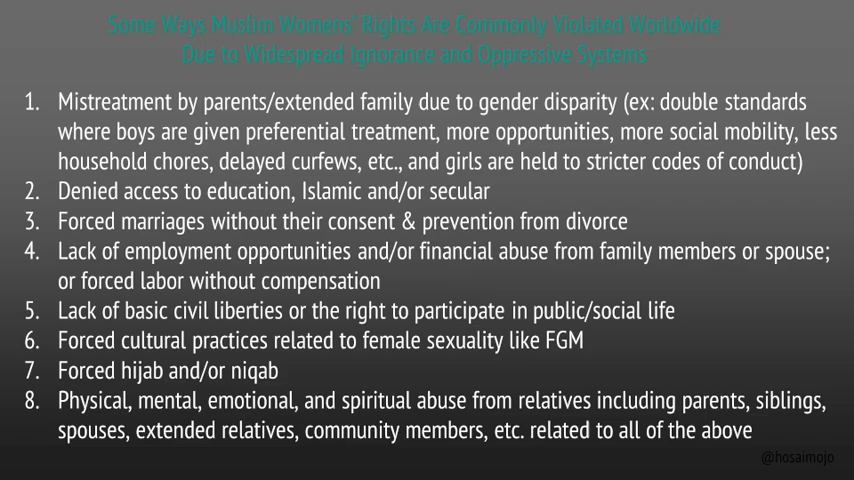 Some Ways Muslim Womens' Rights Are Commonly Violated Worldwide
Due to Widespread Ignorance and Oppressive Systems
1. Mistreatment by parents/extended family due to gender disparity (ex: double standards
where boys are given preferential treatment, more opportunities, more social mobility, less
household chores, delayed curfews, etc., and girls are held to stricter codes of conduct)
2. Denied access to education, Islamic and/or secular
3. Forced marriages without their consent & prevention from divorce
4. Lack of employment opportunities and/or financial abuse from family members or spouse;
or forced labor without compensation
5. Lack of basic civil liberties or the right to participate in public/social life
6. Forced cultural practices related to female sexuality like FGM
7. Forced hijab and/or niqab
8. Physical, mental, emotional, and spiritual abuse from relatives including parents, siblings,
spouses, extended relatives, community members, etc. related to all of the above
@hosaimojo